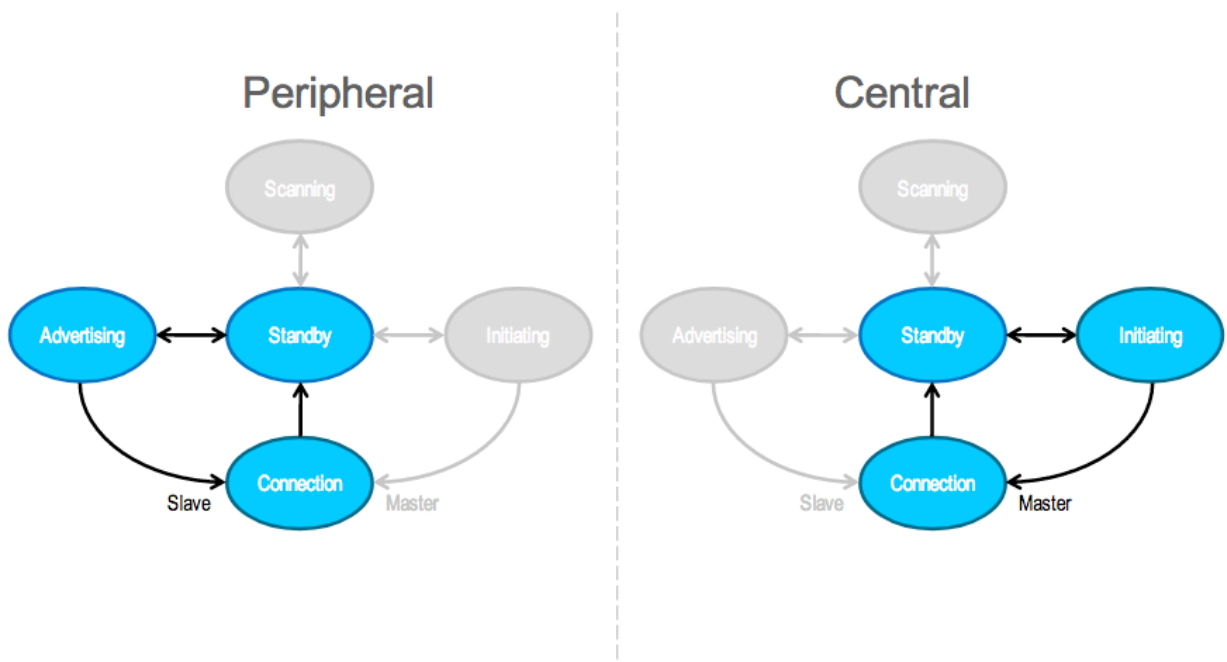 Peripheral
Scanning
Advertising
Standby
Initiating
Connection
Slave
Master
Central
Scanning
Advertising
Standby
Initiating
Connection
Slave
Master